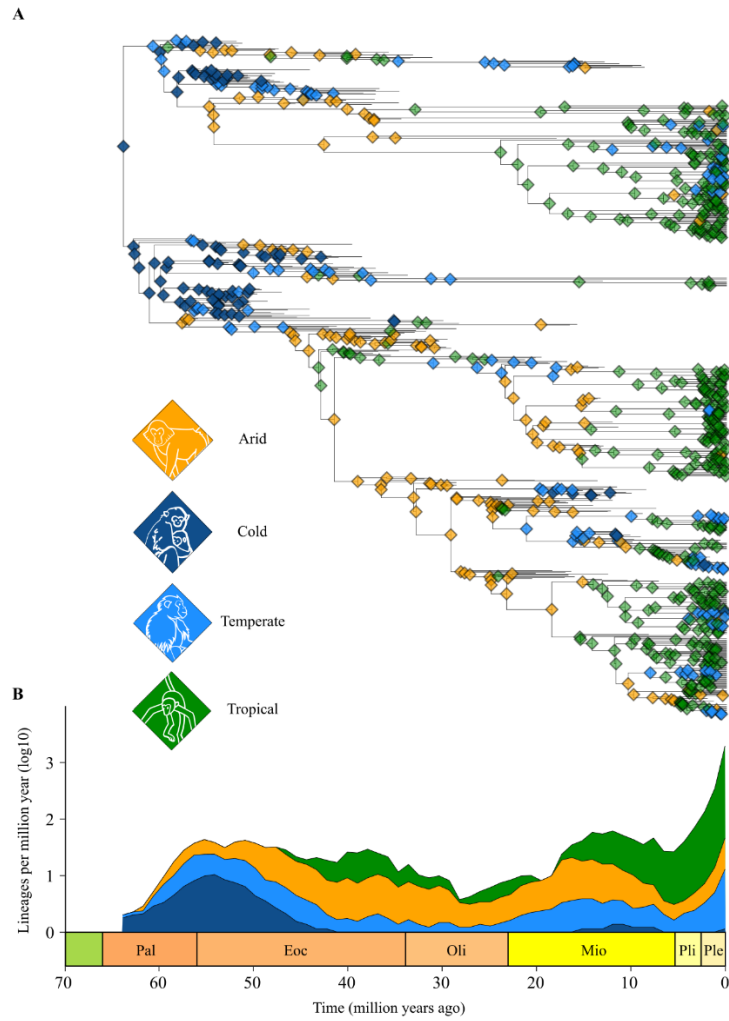 A
Arid
Cold
Temperate
Tropical
B
Lineages per million year (log10)
3
2
1
0
Pal Eoc Oli Mio Pli Ple
70 60 50 40 30 20 10 0
Time (million years ago)